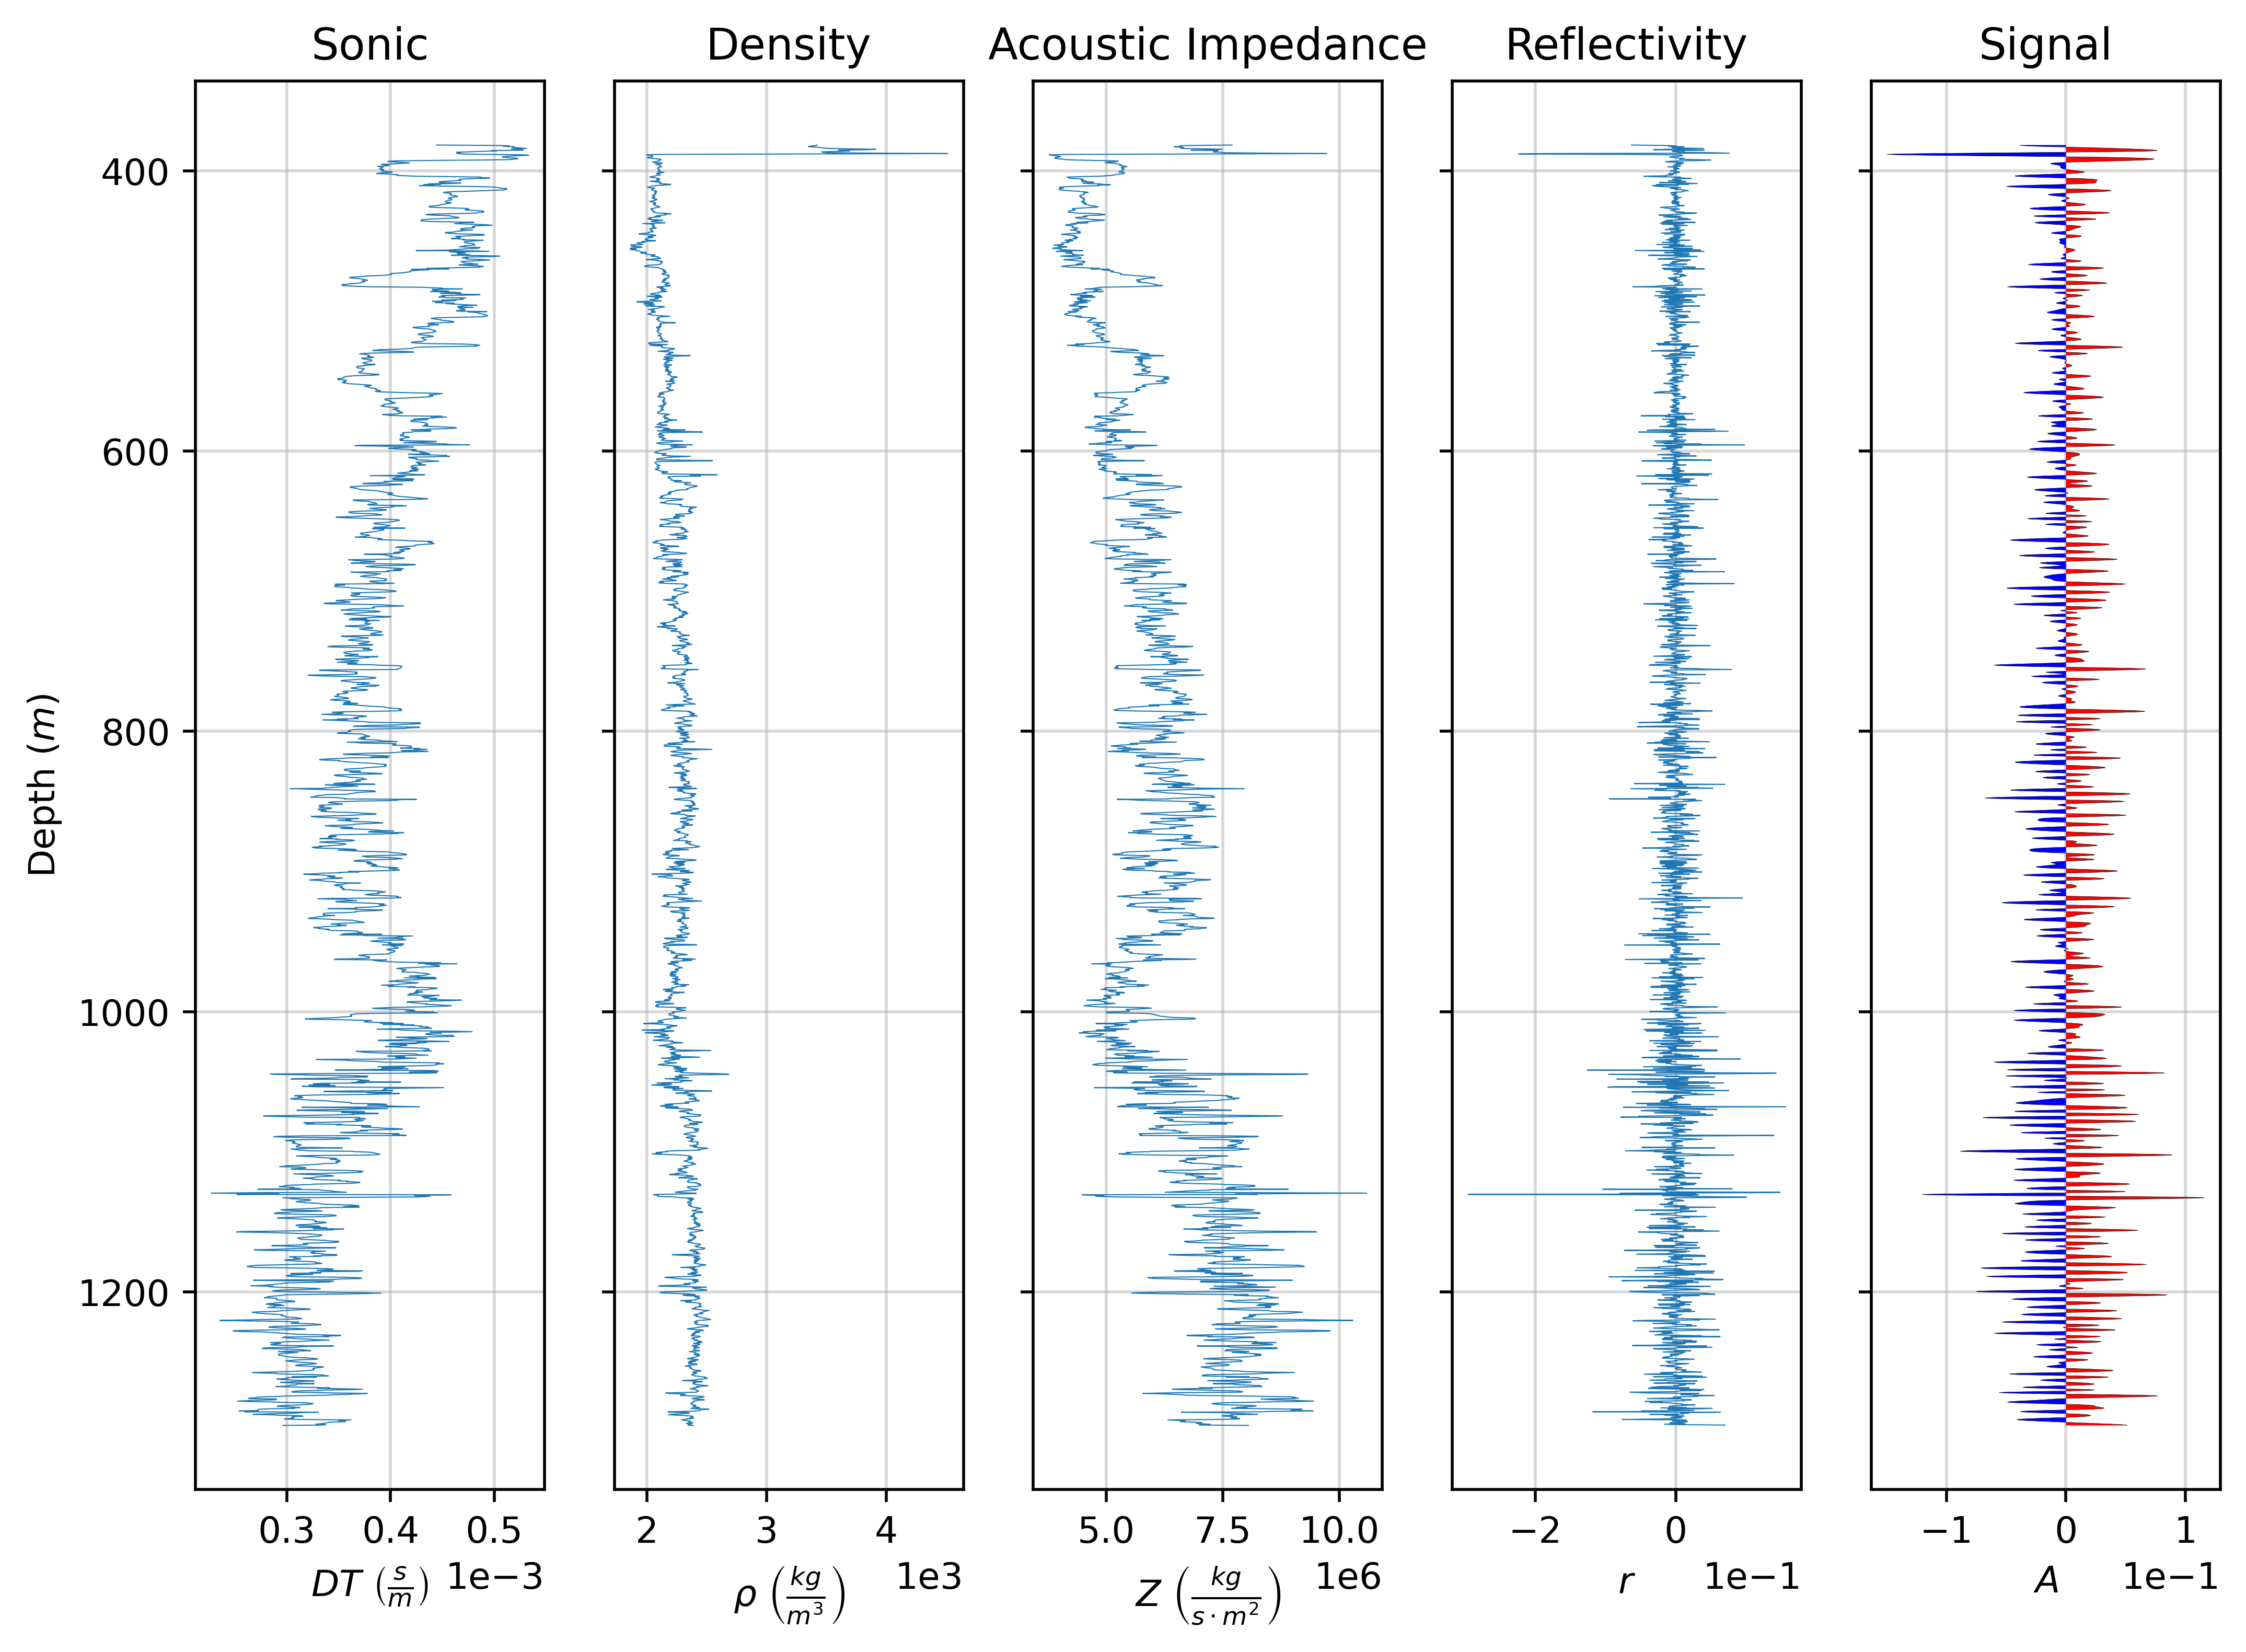 Sonic Density Acoustic Impedance Reflectivity Signal
Depth (m)
400
600
800
1000
1200
0.3 0.4 0.5
DT (s/m) 1e−3
2 3 4
ρ (kg/m³) 1e3
5.0 7.5 10.0
Z (kg/s·m²) 1e6
−2 0
r 1e−1
−1 0 1
A 1e−1